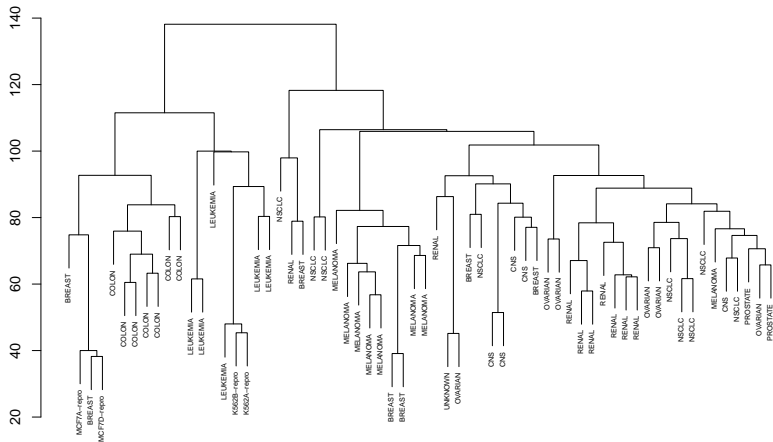 140
120
100
80
60
40
20
BREAST
MCF7A-repro
BREAST
MCF7D-repro
COLON
COLON
COLON
COLON
COLON
COLON
COLON
LEUKEMIA
LEUKEMIA
LEUKEMIA
LEUKEMIA
K562B-repro
K562A-repro
LEUKEMIA
LEUKEMIA
NSCLC
RENAL
BREAST
NSCLC
NSCLC
MELANOMA
MELANOMA
MELANOMA
MELANOMA
MELANOMA
BREAST
BREAST
MELANOMA
MELANOMA
RENAL
UNKNOWN
OVARIAN
BREAST
NSCLC
CNS
CNS
CNS
CNS
BREAST
OVARIAN
OVARIAN
RENAL
RENAL
RENAL
RENAL
RENAL
RENAL
RENAL
OVARIAN
OVARIAN
NSCLC
NSCLC
NSCLC
NSCLC
MELANOMA
CNS
NSCLC
PROSTATE
OVARIAN
PROSTATE